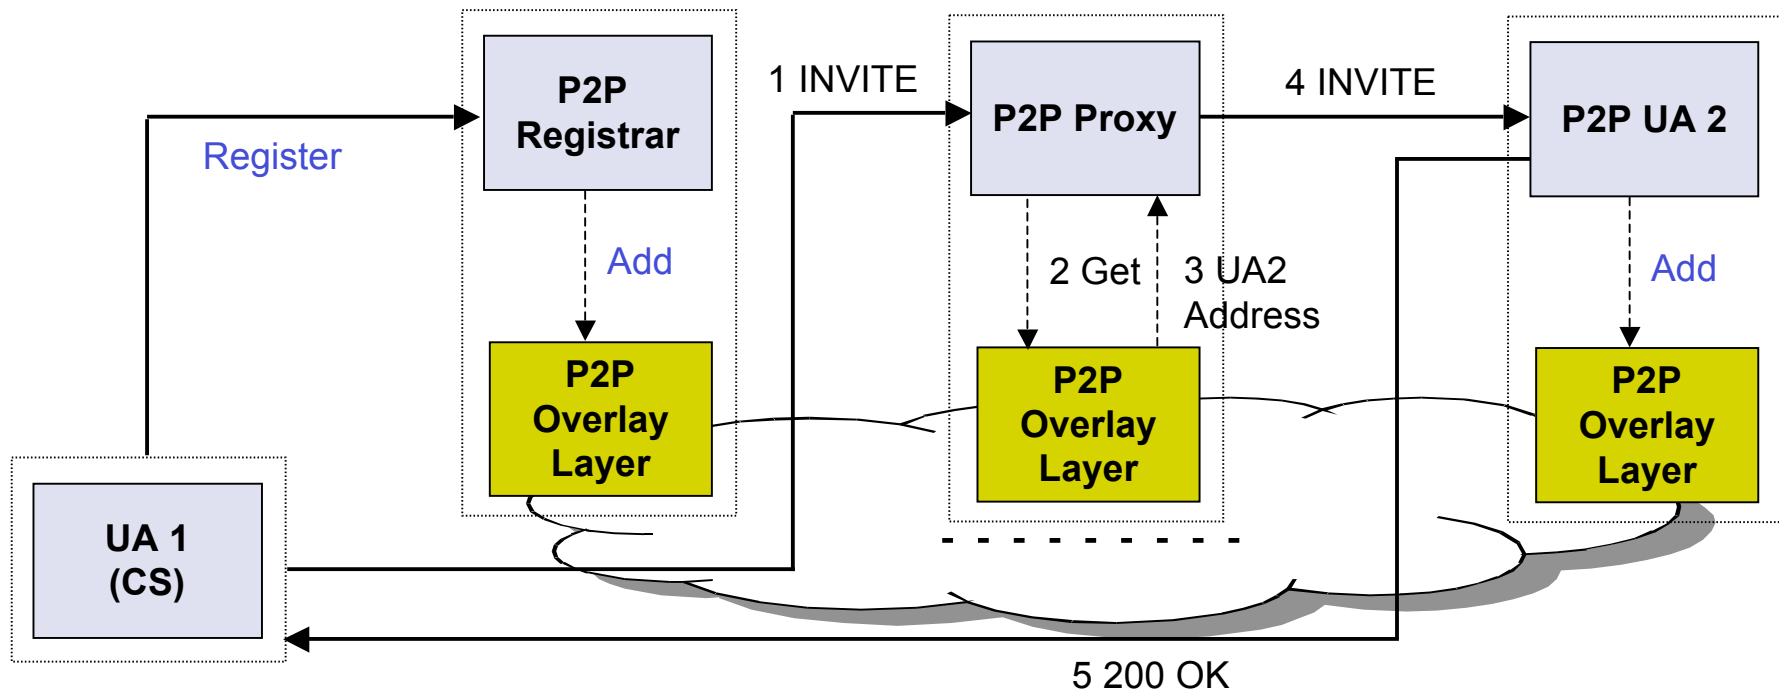 P2P
Registrar
Register
Add
P2P
Overlay
Layer
UA 1
(CS)
1 INVITE
P2P Proxy
2 Get
3 UA2
Address
P2P
Overlay
Layer
4 INVITE
P2P UA 2
Add
P2P
Overlay
Layer
5 200 OK